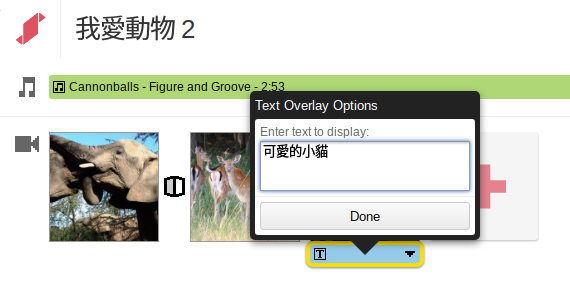 我愛動物 2
Cannonballs - Figure and Groove - 2:53
Text Overlay Options
Enter text to display:
可愛的小貓
Done
T